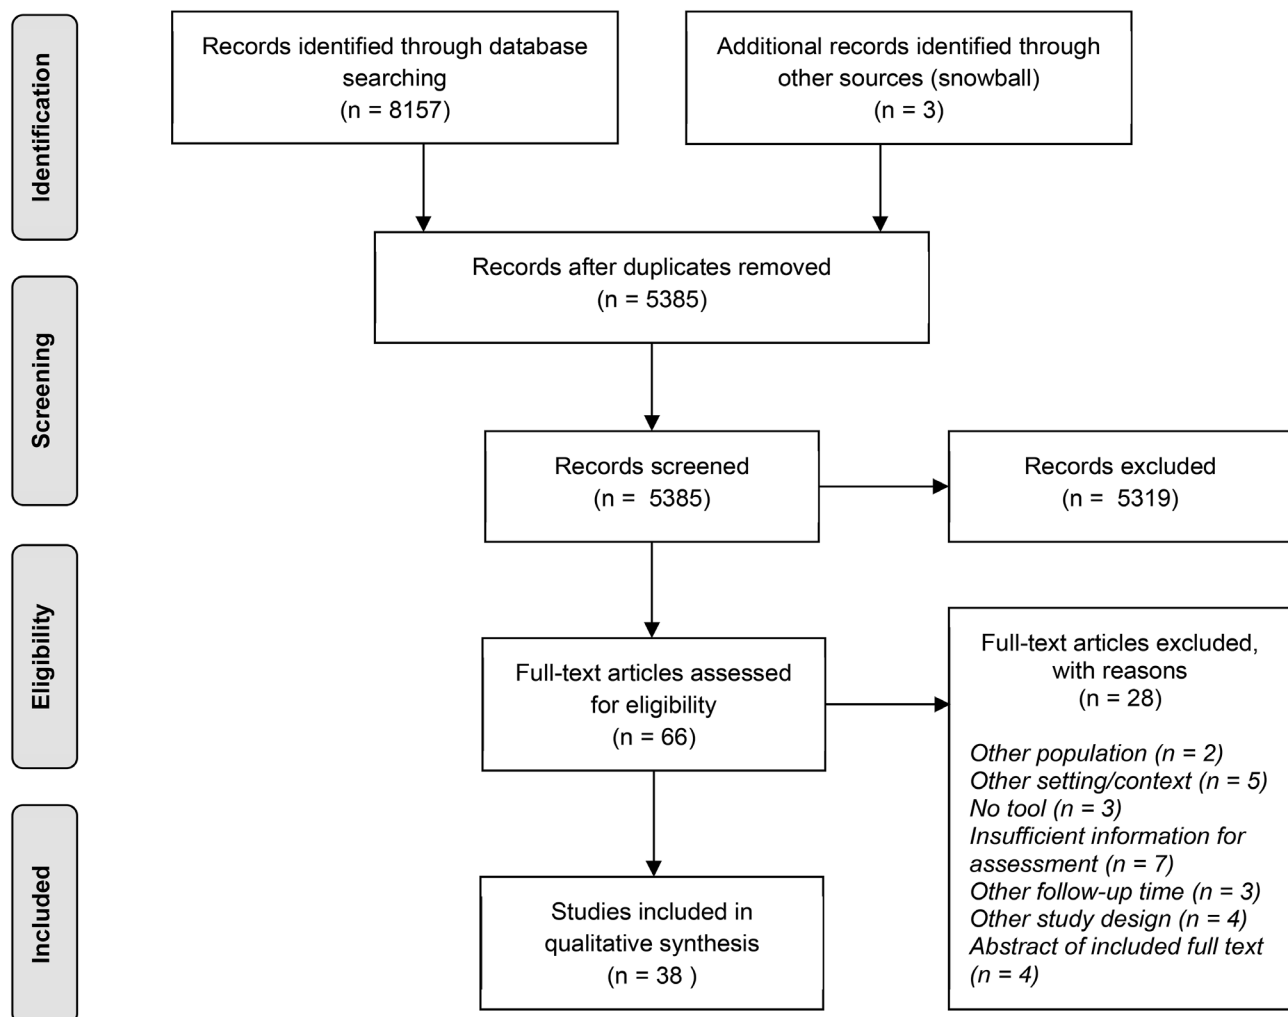 Identification
Records identified through database
searching
(n = 8157)
Additional records identified through
other sources (snowball)
(n = 3)
Records after duplicates removed
(n = 5385)
Screening
Records screened
(n = 5385)
Records excluded
(n = 5319)
Eligibility
Full-text articles assessed
for eligibility
(n = 66)
Full-text articles excluded,
with reasons
(n = 28)
Other population (n = 2)
Other setting/context (n = 5)
No tool (n = 3)
Insufficient information for
assessment (n = 7)
Other follow-up time (n = 3)
Other study design (n = 4)
Abstract of included full text
(n = 4)
Included
Studies included in
qualitative synthesis
(n = 38 )